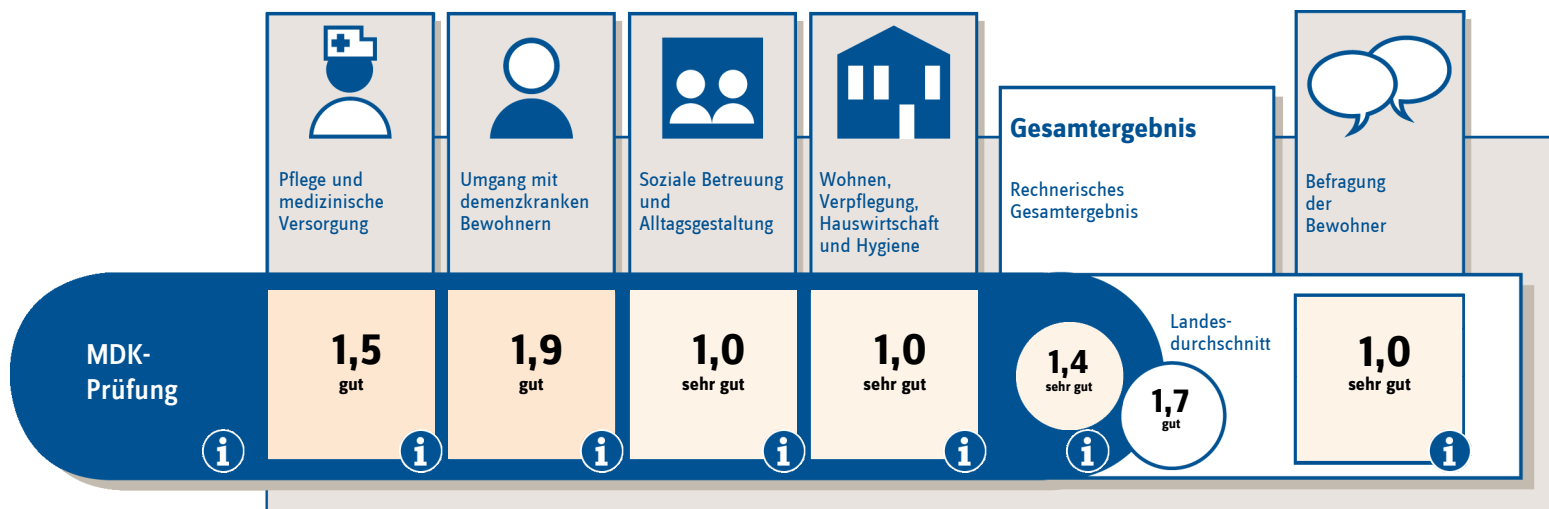 Pflege und
medizinische
Versorgung
Umgang mit
demenzkranken
Bewohnern
Soziale Betreuung
und
Alltagsgestaltung
Wohnen,
Verpflegung,
Hauswirtschaft
und Hygiene
Gesamtergebnis
Rechnerisches
Gesamtergebnis
Befragung
der
Bewohner
MDK-
Prüfung
i
1,5
gut
i
1,9
gut
i
1,0
sehr gut
i
1,0
sehr gut
i
1,4
sehr gut
i
Landes-
durchschnitt
1,7
gut
1,0
sehr gut
i